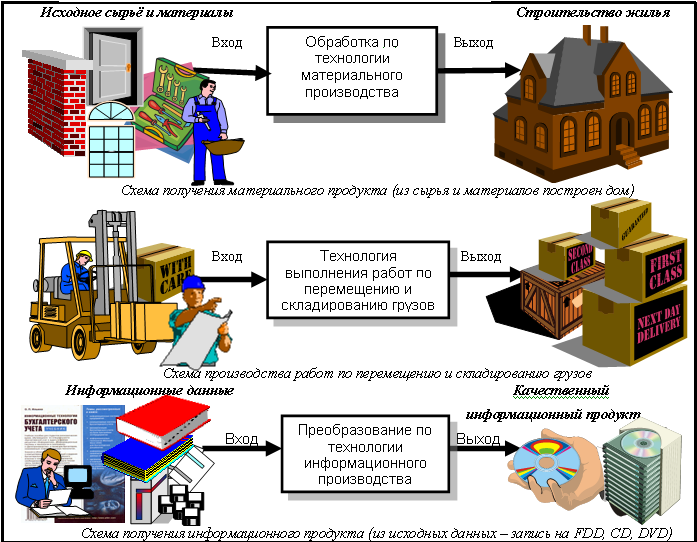 Исходное сырьё и материалы
Строительство жилья
Вход
Обработка по
технологии
материального
производства
Выход
Схема получения материального продукта (из сырья и материалов построен дом)
WITH
CARE
Вход
Технология
выполнения работ по
перемещению и
складированию грузов
Выход
GUARANTEED
SECOND
CLASS
FIRST
CLASS
NEXT DAY
DELIVERY
Схема производства работ по перемещению и складированию грузов
Информационные данные
Качественный
информационный продукт
БУХГАЛТЕРСКОГО
УЧЕТА
Вход
Преобразование по
технологии
информационного
производства
Выход
Схема получения информационного продукта (из исходных данных – запись на FDD, CD, DVD)